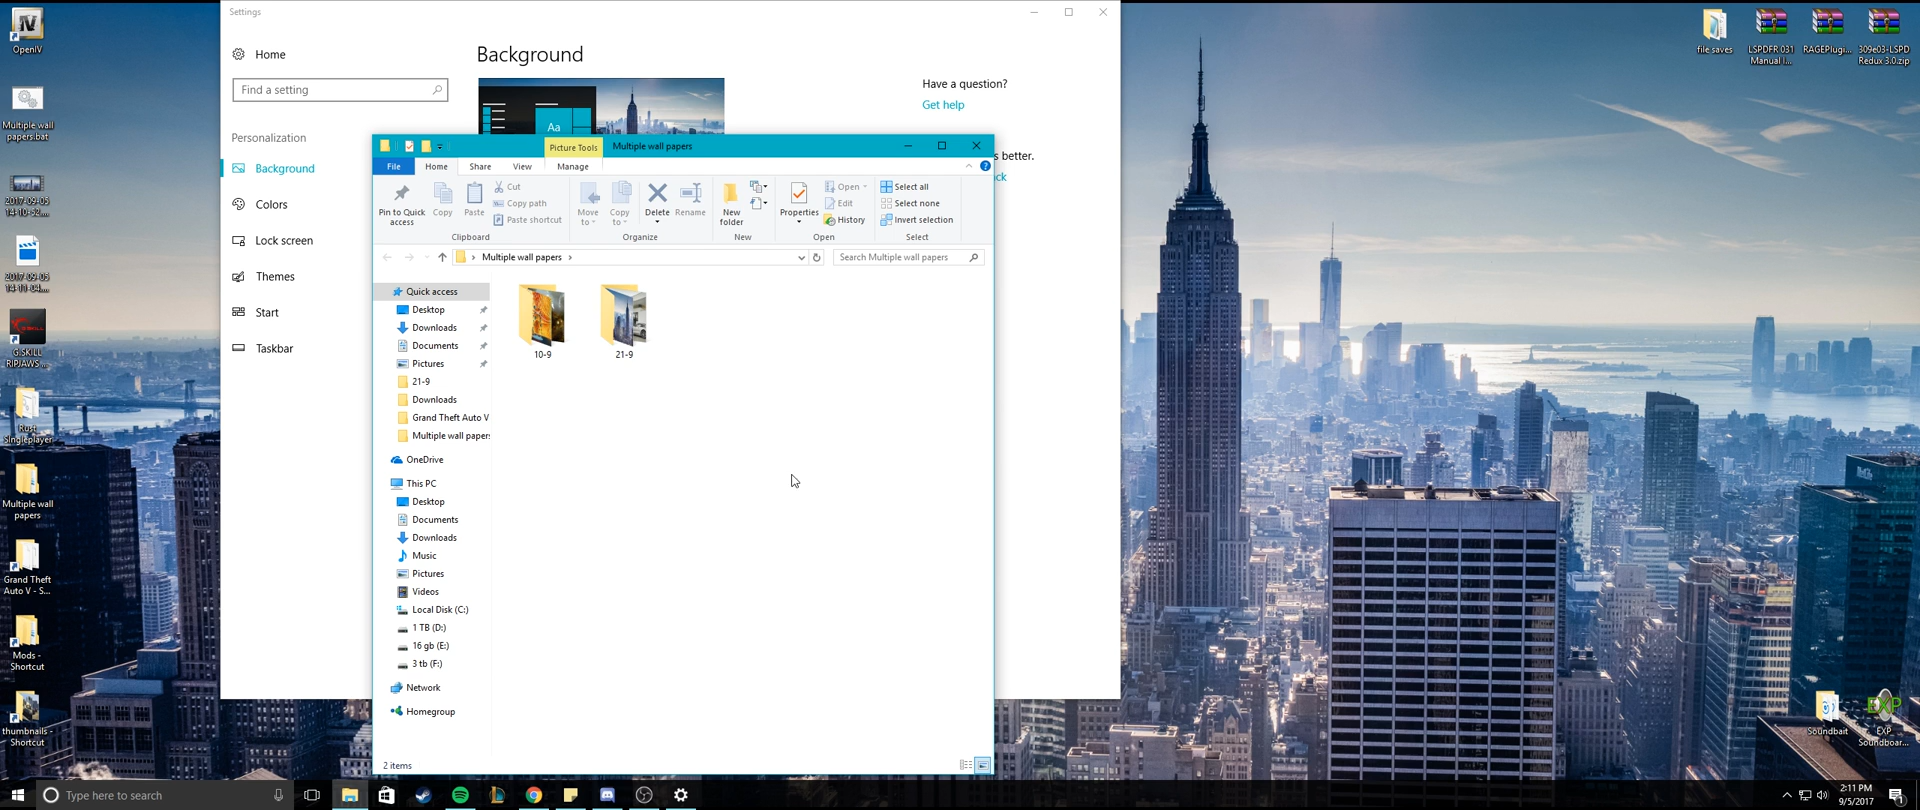 OpenIV
Multiple wall
papers.bat
2017-09-05
14-10-52....
2017-09-05
14-11-04....
G.SKILL
RIPJAWS ...
Rust
Singleplayer
Multiple wall
papers
Grand Theft
Auto V - S...
Mods -
Shortcut
thumbnails -
Shortcut
Settings
Home
Find a setting
Personalization
Background
Colors
Lock screen
Themes
Start
Taskbar
Background
Aa
Have a question?
Get help
s better.
ack
Picture Tools
Multiple wall papers
File
Home
Share
View
Manage
Pin to Quick
access
Copy
Paste
Cut
Copy path
Paste shortcut
Clipboard
Move
to
Copy
to
Delete
Rename
Organize
New
folder
New
Properties
Open
Edit
History
Open
Select all
Select none
Invert selection
Select
Multiple wall papers
Search Multiple wall papers
Quick access
Desktop
Downloads
Documents
Pictures
21-9
Downloads
Grand Theft Auto V
Multiple wall papers
OneDrive
This PC
Desktop
Documents
Downloads
Music
Pictures
Videos
Local Disk (C:)
1 TB (D:)
16 gb (E:)
3 tb (F:)
Network
Homegroup
10-9
21-9
2 items
file saves
LSPDFR 031
Manual I...
RAGEPlugi...
309e03-LSPD
Redux 3.0.zip
Soundbait
EXP
EXP
Soundboar...
Type here to search
2:11 PM
9/5/2017
1